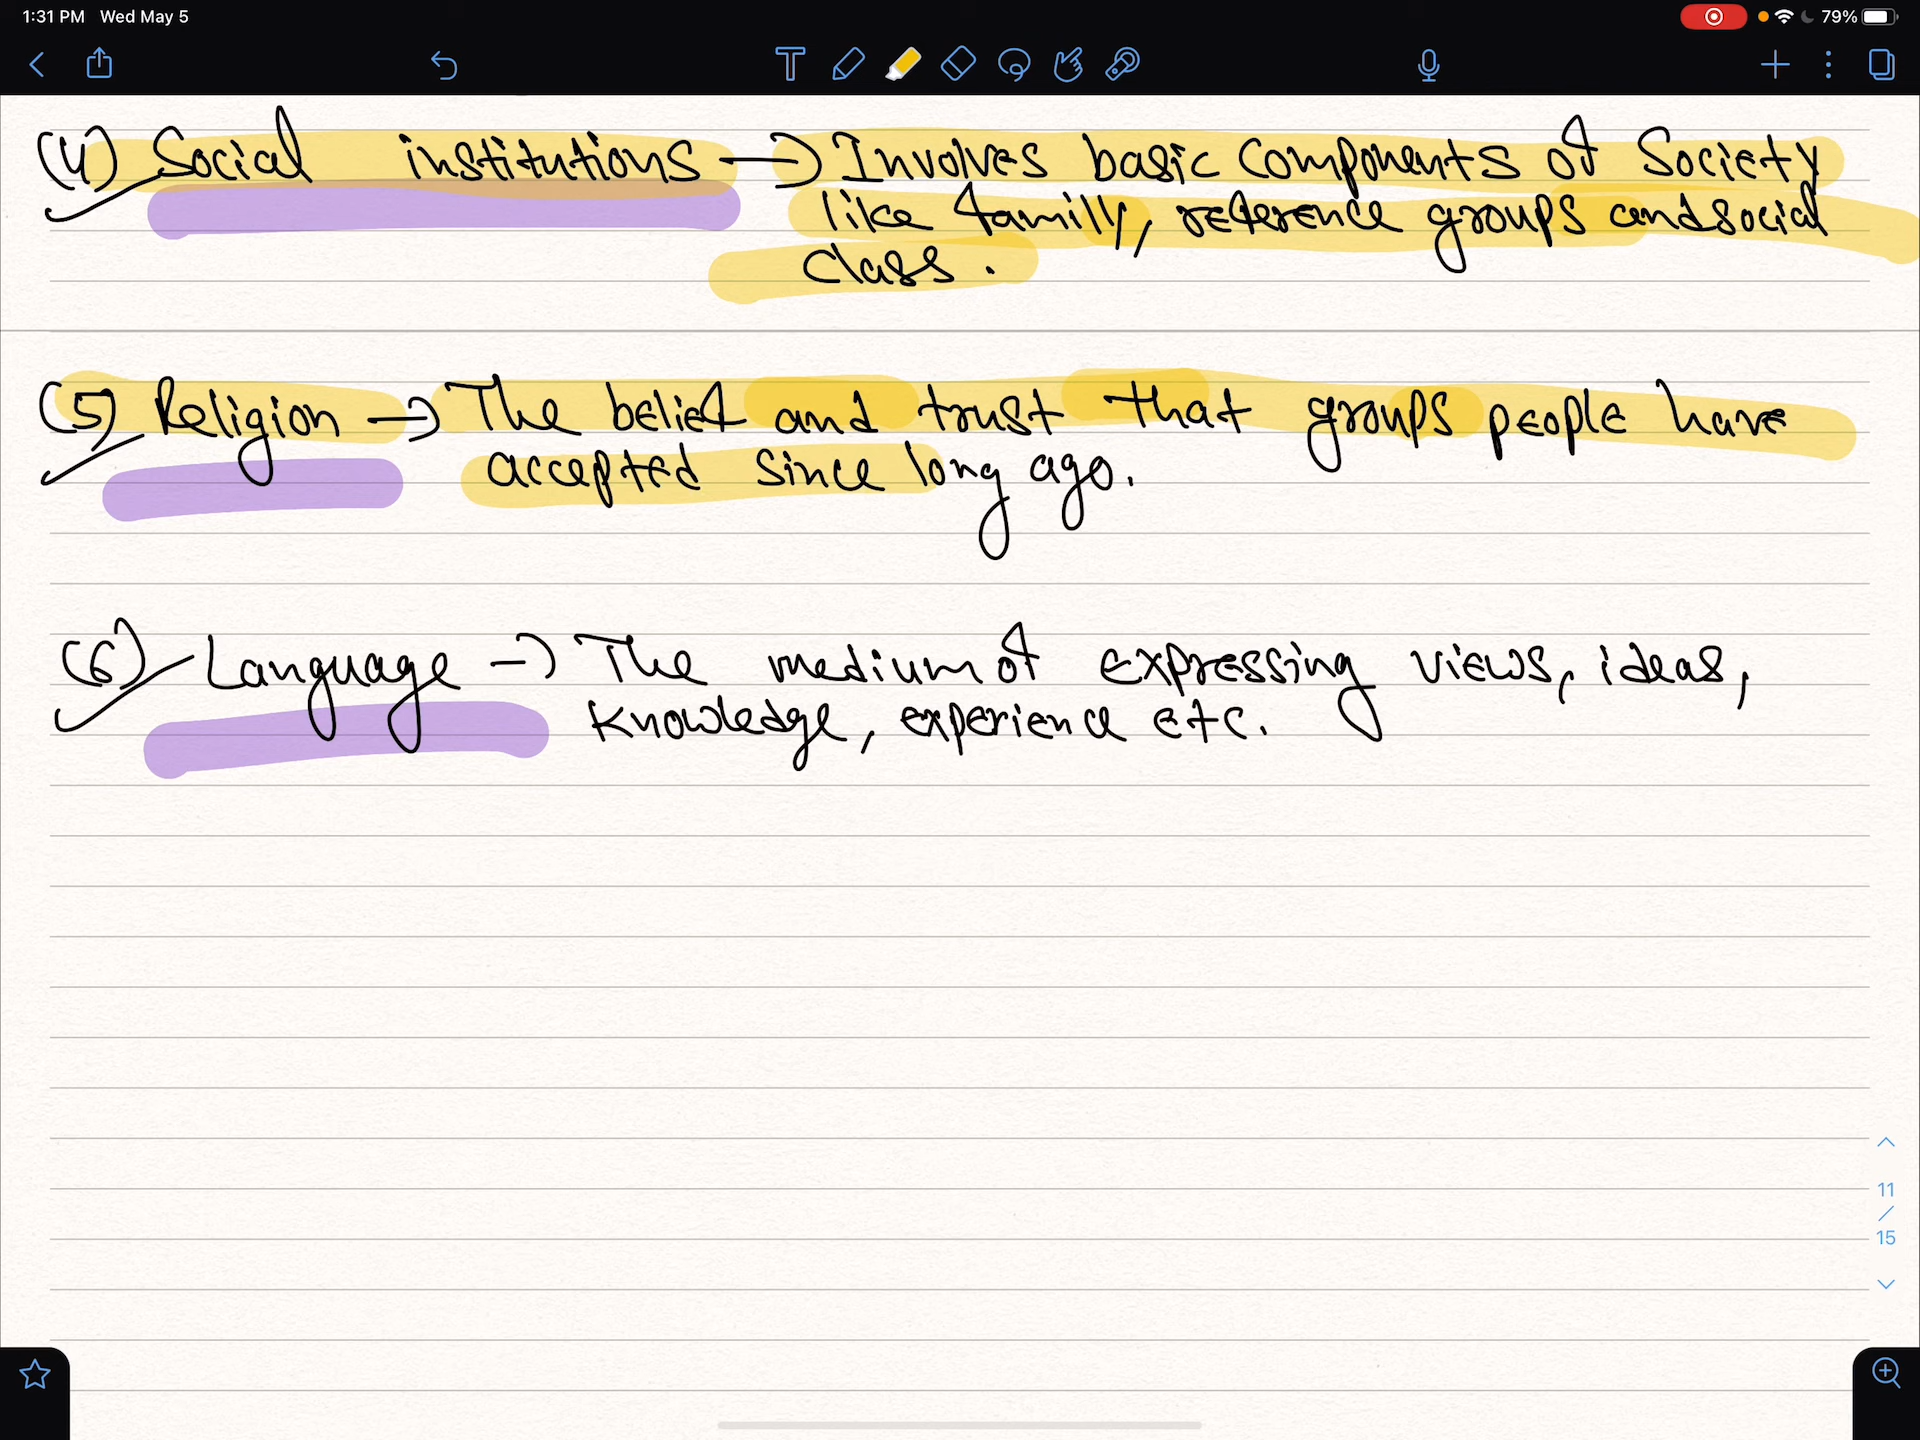 1:31 PM Wed May 5
79%
(4) Social institutions → Involves basic components of Society
like family, reference groups and social
class.
(5) Religion → The belief and trust that groups people have
accepted since long ago.
(6) Language → The medium of expressing views, ideas,
knowledge, experience etc.
11
/
15